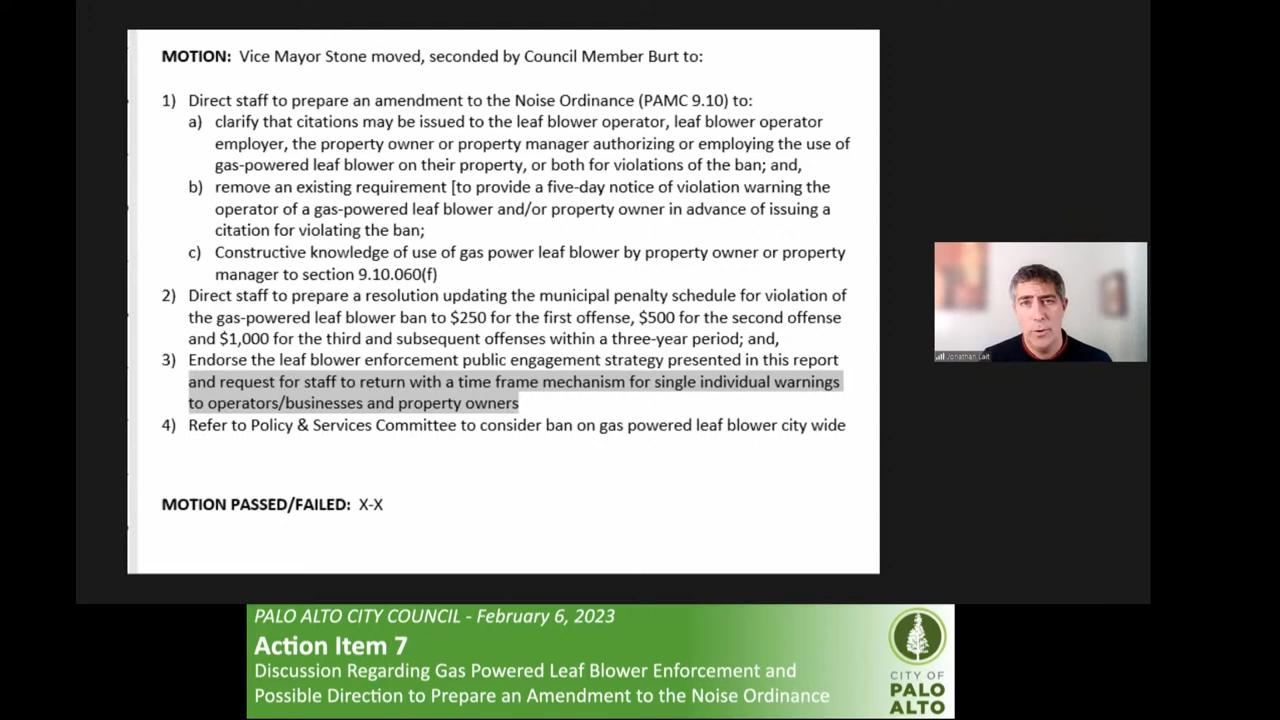 MOTION: Vice Mayor Stone moved, seconded by Council Member Burt to:
1) Direct staff to prepare an amendment to the Noise Ordinance (PAMC 9.10) to:
a) clarify that citations may be issued to the leaf blower operator, leaf blower operator
employer, the property owner or property manager authorizing or employing the use of
gas-powered leaf blower on their property, or both for violations of the ban; and,
b) remove an existing requirement [to provide a five-day notice of violation warning the
operator of a gas-powered leaf blower and/or property owner in advance of issuing a
citation for violating the ban;
c) Constructive knowledge of use of gas power leaf blower by property owner or property
manager to section 9.10.060(f)
2) Direct staff to prepare a resolution updating the municipal penalty schedule for violation of
the gas-powered leaf blower ban to $250 for the first offense, $500 for the second offense
and $1,000 for the third and subsequent offenses within a three-year period; and,
3) Endorse the leaf blower enforcement public engagement strategy presented in this report
and request for staff to return with a time frame mechanism for single individual warnings
to operators/businesses and property owners
4) Refer to Policy & Services Committee to consider ban on gas powered leaf blower city wide
MOTION PASSED/FAILED: X-X
Jonathan Lait
PALO ALTO CITY COUNCIL - February 6, 2023
Action Item 7
Discussion Regarding Gas Powered Leaf Blower Enforcement and
Possible Direction to Prepare an Amendment to the Noise Ordinance
CITY OF
PALO
ALTO